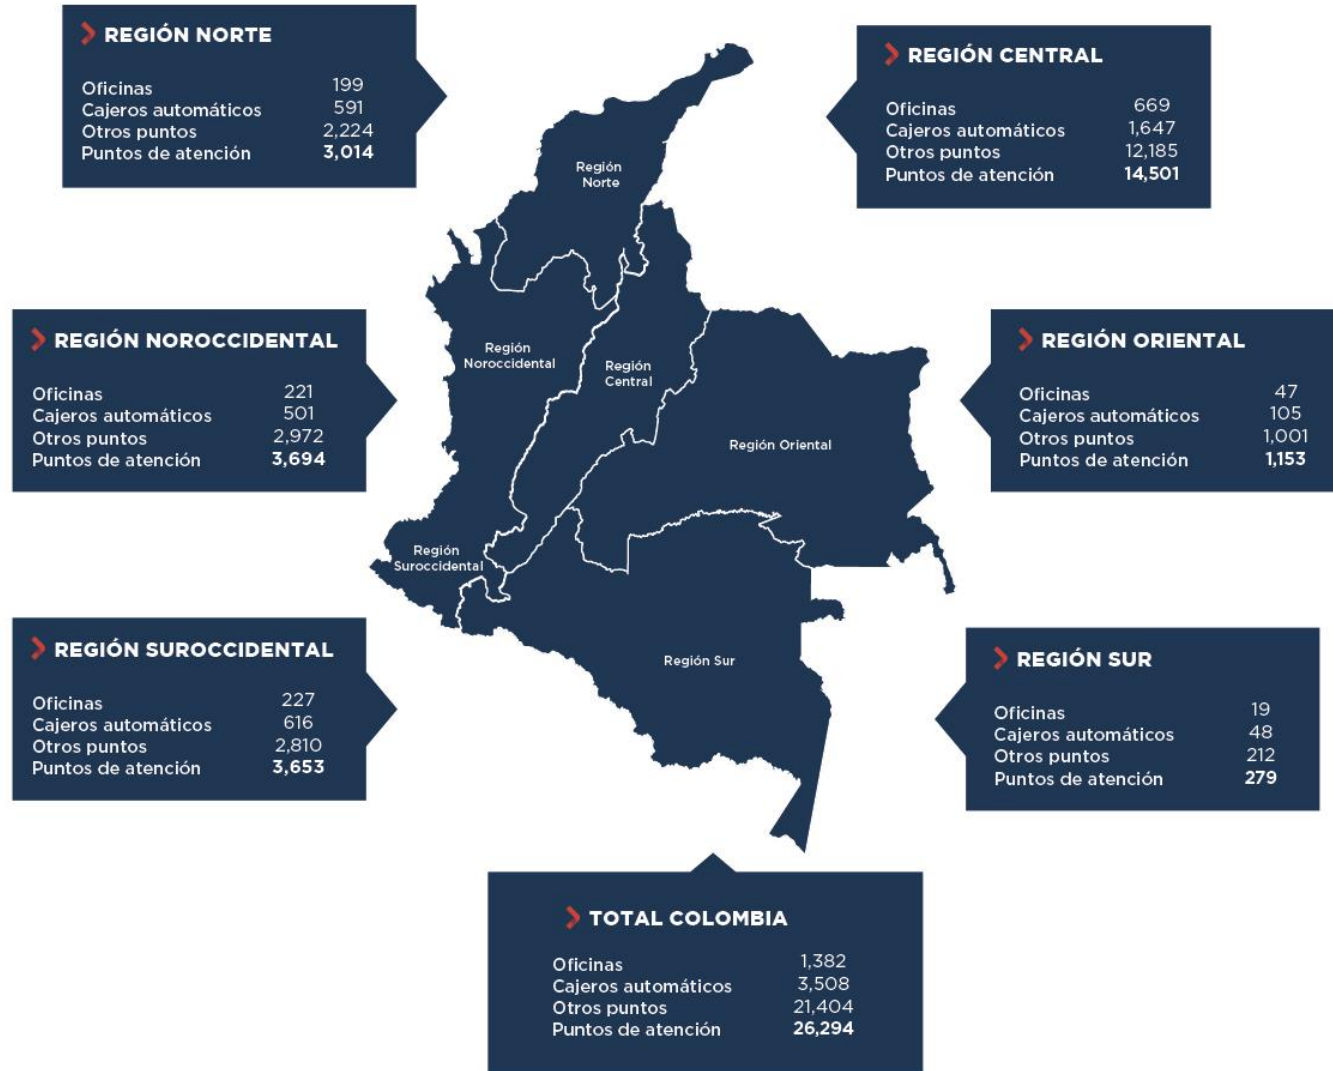 REGIÓN NORTE
Oficinas 199
Cajeros automáticos 591
Otros puntos 2,224
Puntos de atención 3,014
REGIÓN CENTRAL
Oficinas 669
Cajeros automáticos 1,647
Otros puntos 12,185
Puntos de atención 14,501
Región
Norte
REGIÓN NOROCCIDENTAL
Oficinas 221
Cajeros automáticos 501
Otros puntos 2,972
Puntos de atención 3,694
Región
Noroccidental
Región
Central
Región Oriental
REGIÓN ORIENTAL
Oficinas 47
Cajeros automáticos 105
Otros puntos 1,001
Puntos de atención 1,153
Región
Suroccidental
REGIÓN SUROCCIDENTAL
Oficinas 227
Cajeros automáticos 616
Otros puntos 2,810
Puntos de atención 3,653
Región Sur
REGIÓN SUR
Oficinas 19
Cajeros automáticos 48
Otros puntos 212
Puntos de atención 279
TOTAL COLOMBIA
Oficinas 1,382
Cajeros automáticos 3,508
Otros puntos 21,404
Puntos de atención 26,294